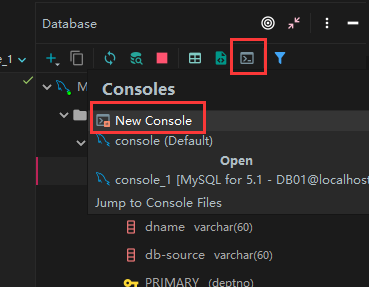 Database
e_1
M
Consoles
New Console
console (Default)
Open
console_1 [MySQL for 5.1 - DB01@localhost
Jump to Console Files
dname varchar(60)
db-source varchar(60)
PRIMARY (deptno)